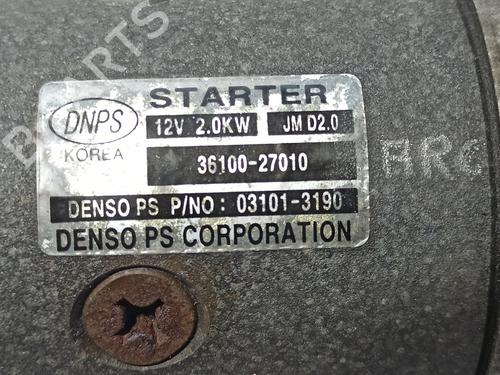 STARTER
DNPS
12V 2.0KW JM D2.0
KOREA
36100-27010
DENSO PS P/NO: 03101-3190
DENSO PS CORPORATION
PARTS